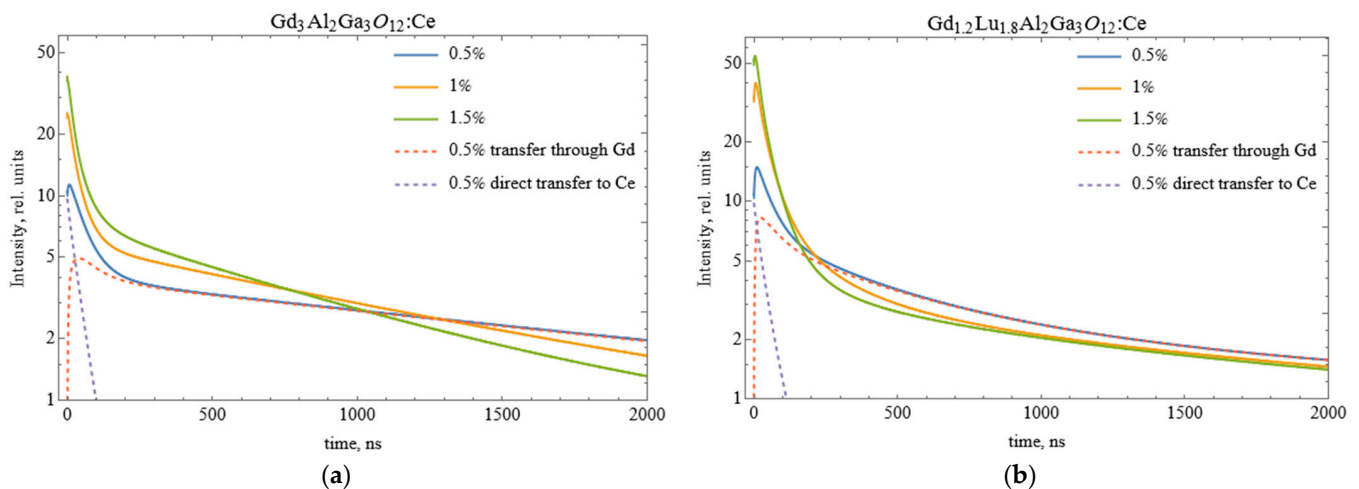 Gd₃Al₂Ga₃O₁₂:Ce
50
20
10
5
2
1
Intensity, rel. units
0.5%
1%
1.5%
0.5% transfer through Gd
0.5% direct transfer to Ce
0 500 1000 1500 2000
time, ns
(a)
Gd₁.₂Lu₁.₈Al₂Ga₃O₁₂:Ce
50
20
10
5
2
1
Intensity, rel. units
0.5%
1%
1.5%
0.5% transfer through Gd
0.5% direct transfer to Ce
0 500 1000 1500 2000
time, ns
(b)